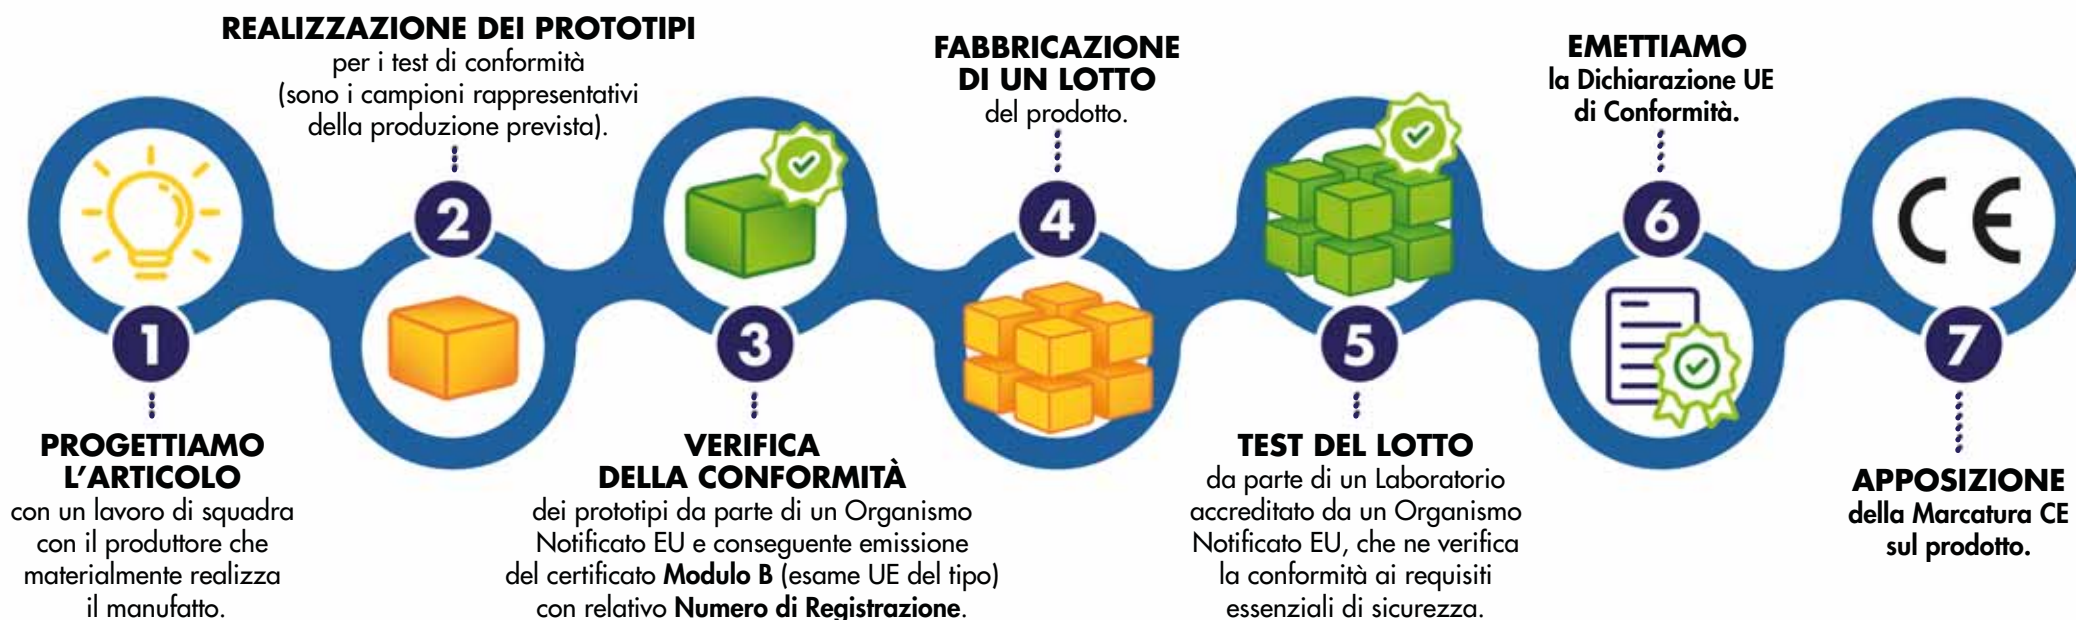 1
PROGETTIAMO
L'ARTICOLO
con un lavoro di squadra
con il produttore che
materialmente realizza
il manufatto.
REALIZZAZIONE DEI PROTOTIPI
per i test di conformità
(sono i campioni rappresentativi
della produzione prevista).
2
3
VERIFICA
DELLA CONFORMITÀ
dei prototipi da parte di un Organismo
Notificato EU e conseguente emissione
del certificato Modulo B (esame UE del tipo)
con relativo Numero di Registrazione.
FABBRICAZIONE
DI UN LOTTO
del prodotto.
4
5
TEST DEL LOTTO
da parte di un Laboratorio
accreditato da un Organismo
Notificato EU, che ne verifica
la conformità ai requisiti
essenziali di sicurezza.
EMETTIAMO
la Dichiarazione UE
di Conformità.
6
CE
7
APPOSIZIONE
della Marcatura CE
sul prodotto.